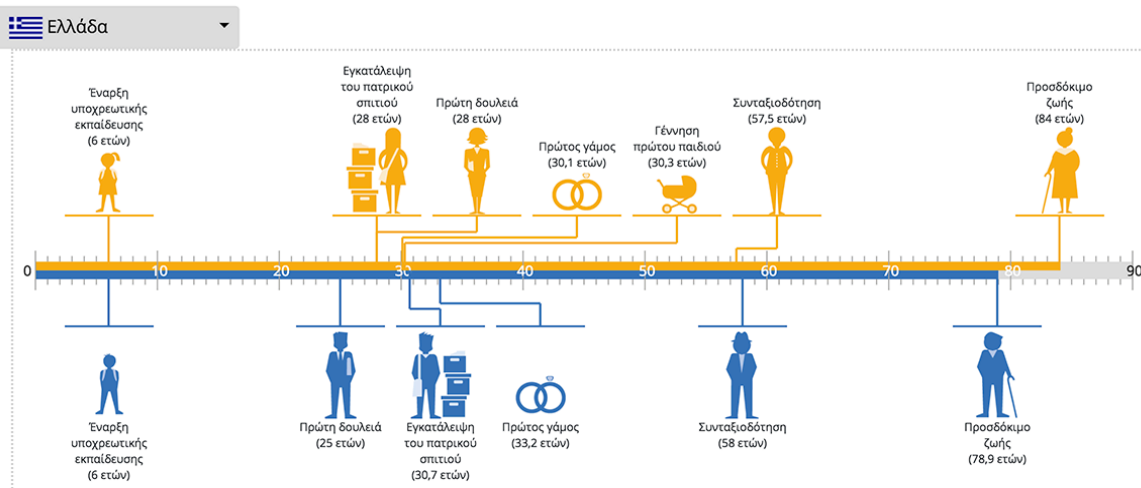 Ελλάδα
Έναρξη
υποχρεωτικής
εκπαίδευσης
(6 ετών)
Εγκατάλειψη
του πατρικού
σπιτιού
(28 ετών)
Πρώτη δουλειά
(28 ετών)
Πρώτος γάμος
(30,1 ετών)
Γέννηση
πρώτου παιδιού
(30,3 ετών)
Συνταξιοδότηση
(57,5 ετών)
Προσδόκιμο
ζωής
(84 ετών)
0 10 20 30 40 50 60 70 80 90
Έναρξη
υποχρεωτικής
εκπαίδευσης
(6 ετών)
Πρώτη δουλειά
(25 ετών)
Εγκατάλειψη
του πατρικού
σπιτιού
(30,7 ετών)
Πρώτος γάμος
(33,2 ετών)
Συνταξιοδότηση
(58 ετών)
Προσδόκιμο
ζωής
(78,9 ετών)